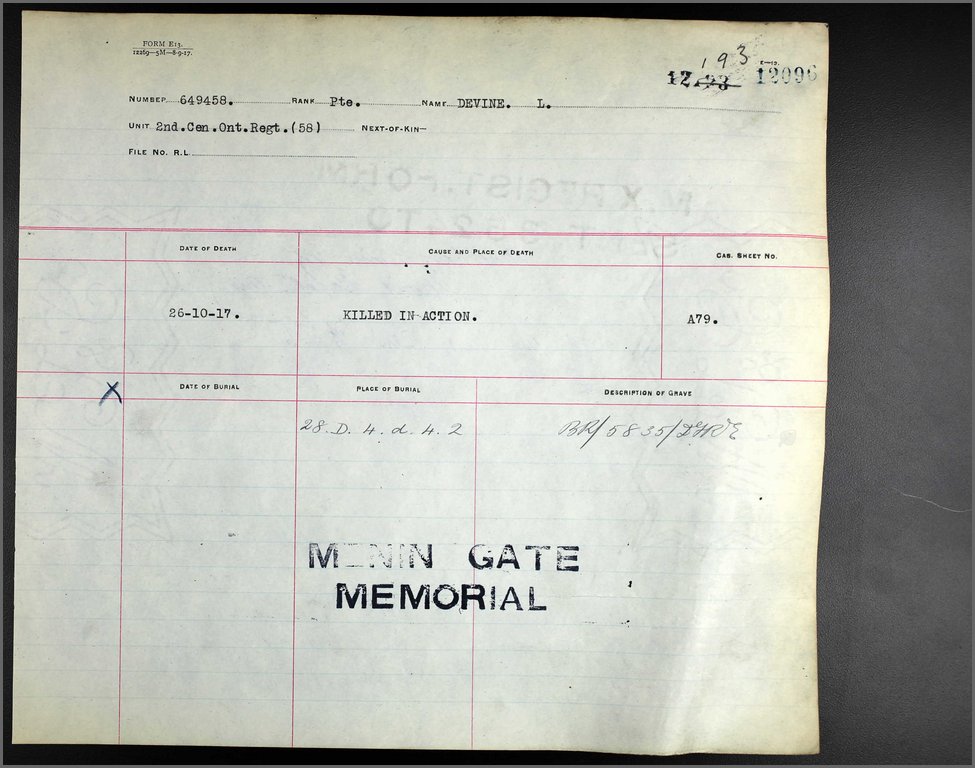 FORM E13.
12269—5M—8-9-17.
193
12096
NUMBER 649458. RANK Pte. NAME DEVINE. L.
UNIT 2nd.Cen.Ont.Regt.(58) NEXT-OF-KIN—
FILE NO. R.L.
DATE OF DEATH CAUSE AND PLACE OF DEATH CAS. SHEET NO.
26-10-17. KILLED IN ACTION. A79.
X DATE OF BURIAL PLACE OF BURIAL DESCRIPTION OF GRAVE
28. D. 4. d. 4. 2 BR/5835/
MENIN GATE
MEMORIAL